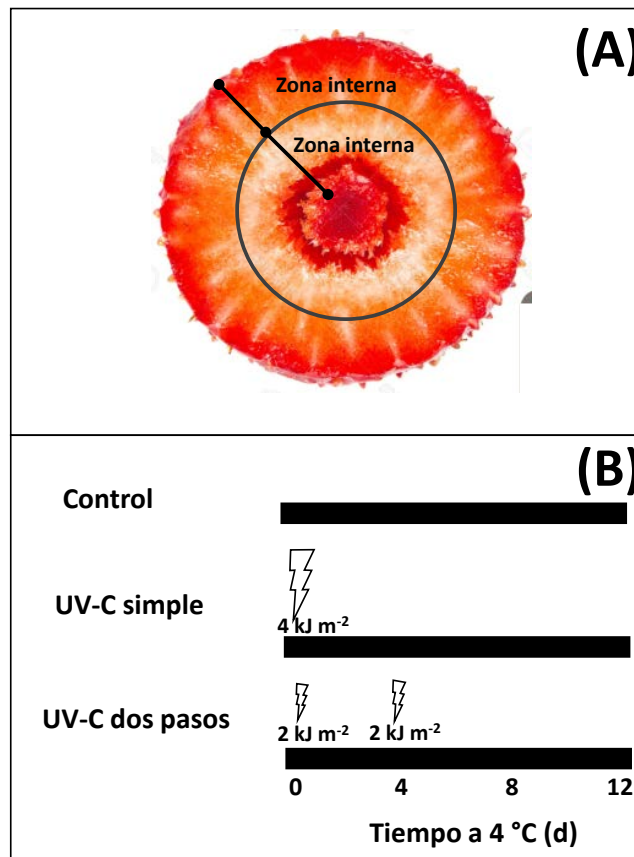 (A)
Zona interna
Zona interna
(B)
Control
UV-C simple
4 kJ m⁻²
UV-C dos pasos
2 kJ m⁻² 2 kJ m⁻²
0 4 8 12
Tiempo a 4 °C (d)